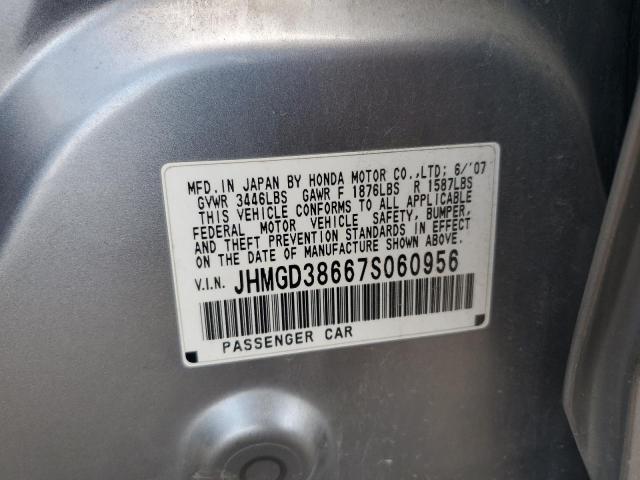 MFD. IN JAPAN BY HONDA MOTOR CO.,LTD; 6/'07
GVWR 3446LBS GAWR F 1876LBS R 1587LBS
THIS VEHICLE CONFORMS TO ALL APPLICABLE
FEDERAL MOTOR VEHICLE SAFETY, BUMPER,
AND THEFT PREVENTION STANDARDS IN EFFECT
ON THE DATE OF MANUFACTURE SHOWN ABOVE.
V.I.N. JHMGD38667S060956
PASSENGER CAR